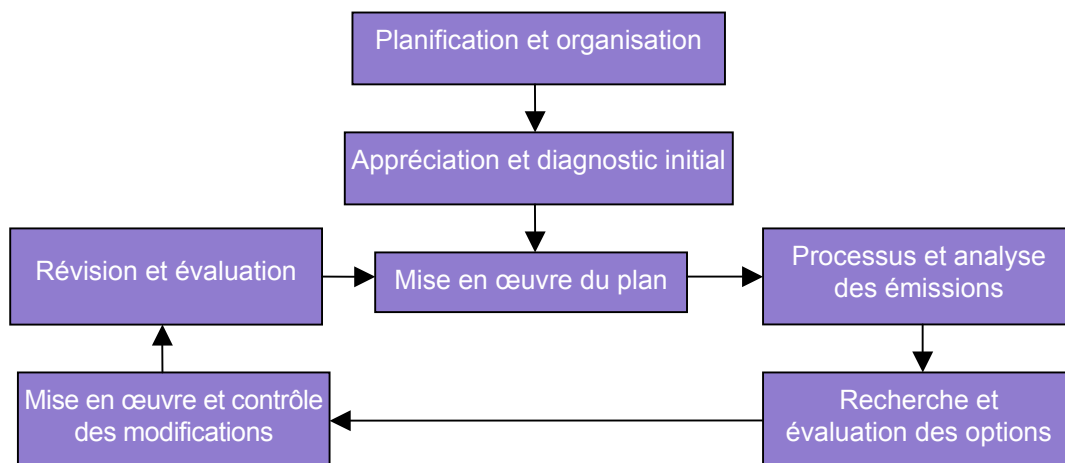 Planification et organisation
Appréciation et diagnostic initial
Révision et évaluation
Mise en œuvre du plan
Processus et analyse
des émissions
Mise en œuvre et contrôle
des modifications
Recherche et
évaluation des options